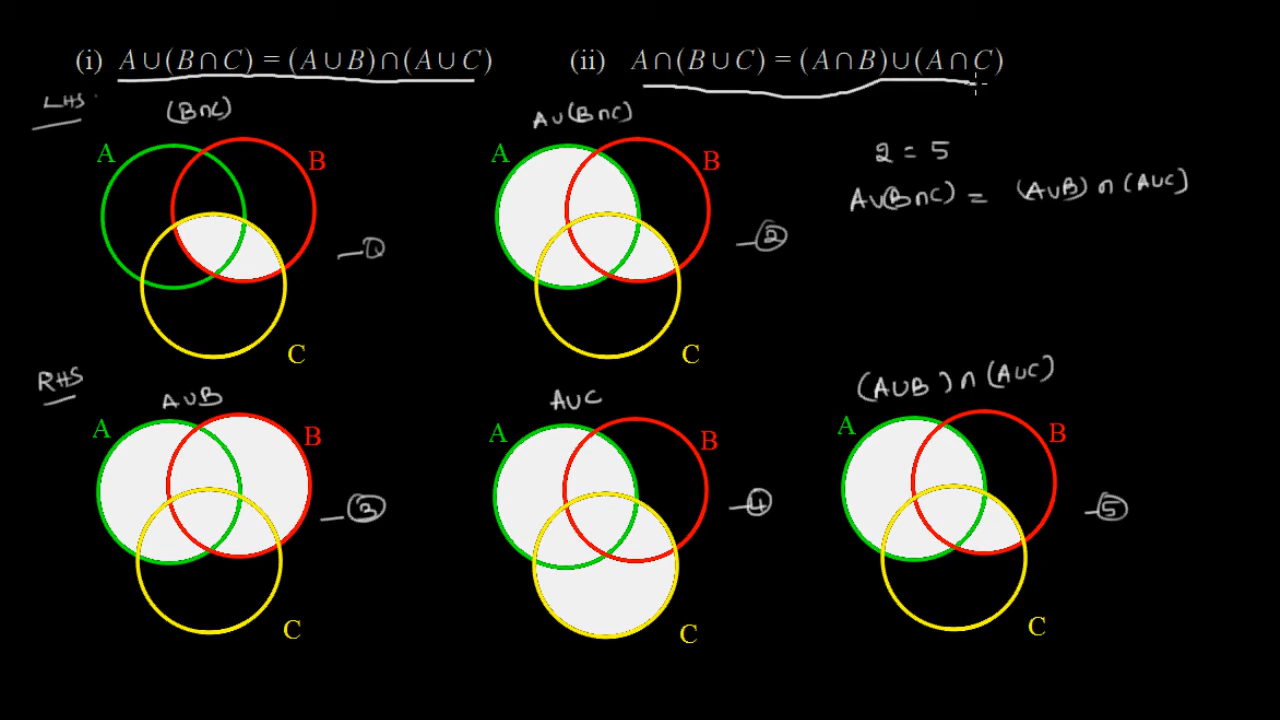 (i) A∪(B∩C) = (A∪B)∩(A∪C)
(ii) A∩(B∪C) = (A∩B)∪(A∩C)
LHS
(B∩C)
A∪(B∩C)
A
B
C
–①
A
B
C
–②
2 = 5
A∪(B∩C) = (A∪B) ∩ (A∪C)
RHS
A∪B
A∪C
(A∪B) ∩ (A∪C)
A
B
C
–③
A
B
C
–④
A
B
C
–⑤